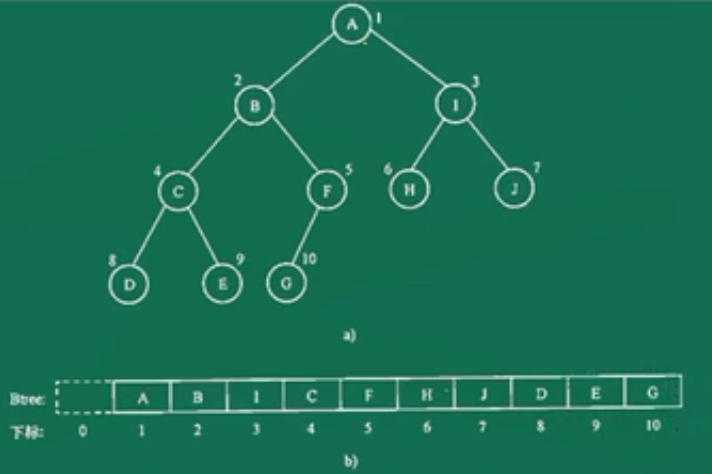 A 1
2 B I 3
4 C F 5 6 H J 7
8 D E 9 G 10
a)
Btree: A B I C F H J D E G
下标: 0 1 2 3 4 5 6 7 8 9 10
b)